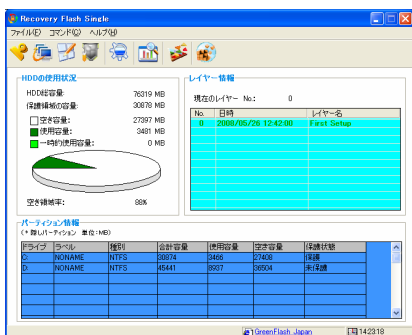 Recovery Flash Single
ファイル(F) コマンド(O) ヘルプ(H)
HDDの使用状況
HDD総容量: 76319 MB
保護領域の容量: 30878 MB
空き容量: 27397 MB
使用容量: 3481 MB
一時的使用容量: 0 MB
空き領域率: 88%
レイヤー情報
現在のレイヤー No.: 0
No. 日時 レイヤー名
0 2008/05/26 12:42:00 First Setup
パーティション情報
(* 隠しパーティション 単位:MB)
ドライブ ラベル 種別 合計容量 使用容量 空き容量 保護状態
C: NONAME NTFS 30874 3466 27408 保護
D: NONAME NTFS 45441 8937 36504 未保護
GreenFlash Japan 14:23:18